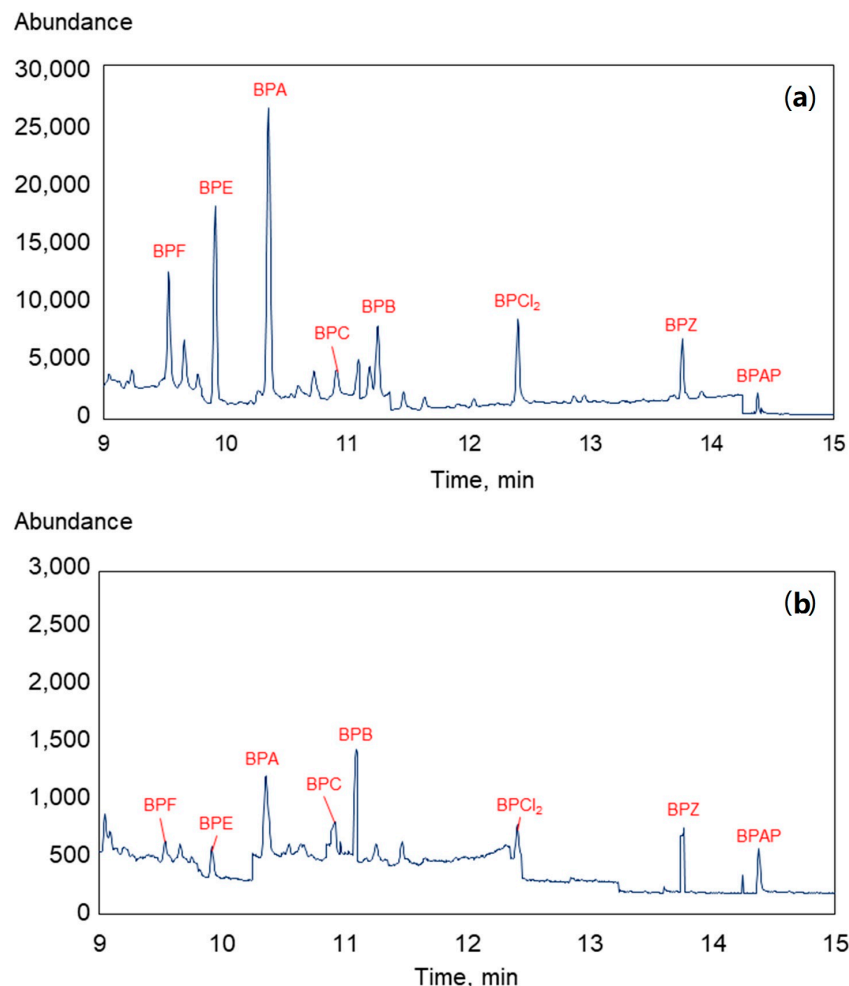 Abundance
30,000
25,000
20,000
15,000
10,000
5,000
0
(a)
BPA
BPE
BPF
BPB
BPC
BPCl₂
BPZ
BPAP
9 10 11 12 13 14 15
Time, min
Abundance
3,000
2,500
2,000
1,500
1,000
500
0
(b)
BPB
BPA
BPC
BPF
BPE
BPCl₂
BPZ
BPAP
9 10 11 12 13 14 15
Time, min